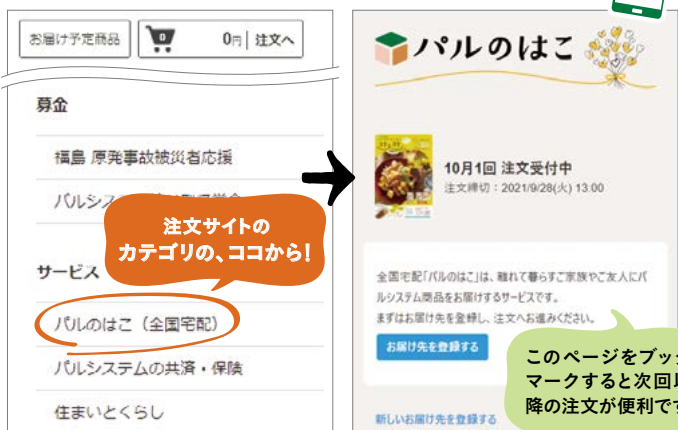 お届け予定商品
0
0円 注文へ
募金
福島 原発事故被災者応援
パルシステム
注文サイトの
カテゴリの、ココから!
サービス
パルのはこ(全国宅配)
パルシステムの共済・保険
住まいとくらし
パルのはこ
10月1回 注文受付中
注文締切:2021/9/28(火) 13:00
全国宅配「パルのはこ」は、離れて暮らすご家族やご友人にパ
ルシステム商品をお届けするサービスです。
まずはお届け先を登録し、注文へお進みください。
お届け先を登録する
新しいお届け先を登録する
このページをブック
マークすると次回以
降の注文が便利です